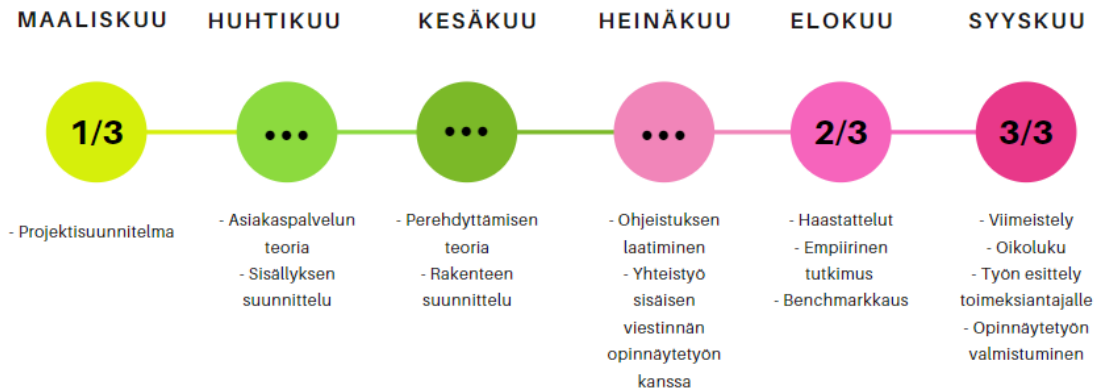 MAALISKUU
HUHTIKUU
KESÄKUU
HEINÄKUU
ELOKUU
SYYSKUU
1/3
...
...
...
2/3
3/3
- Projektisuunnitelma
- Asiakaspalvelun
teoria
- Sisällyksen
suunnittelu
- Perehdyttämisen
teoria
- Rakenteen
suunnittelu
- Ohjeistuksen
laatiminen
- Yhteistyö
sisäisen
viestinnän
opinnäytetyön
kanssa
- Haastattelut
- Empiirinen
tutkimus
- Benchmarkkaus
- Viimeistely
- Oikoluku
- Työn esittely
toimeksiantajalle
- Opinnäytetyön
valmistuminen